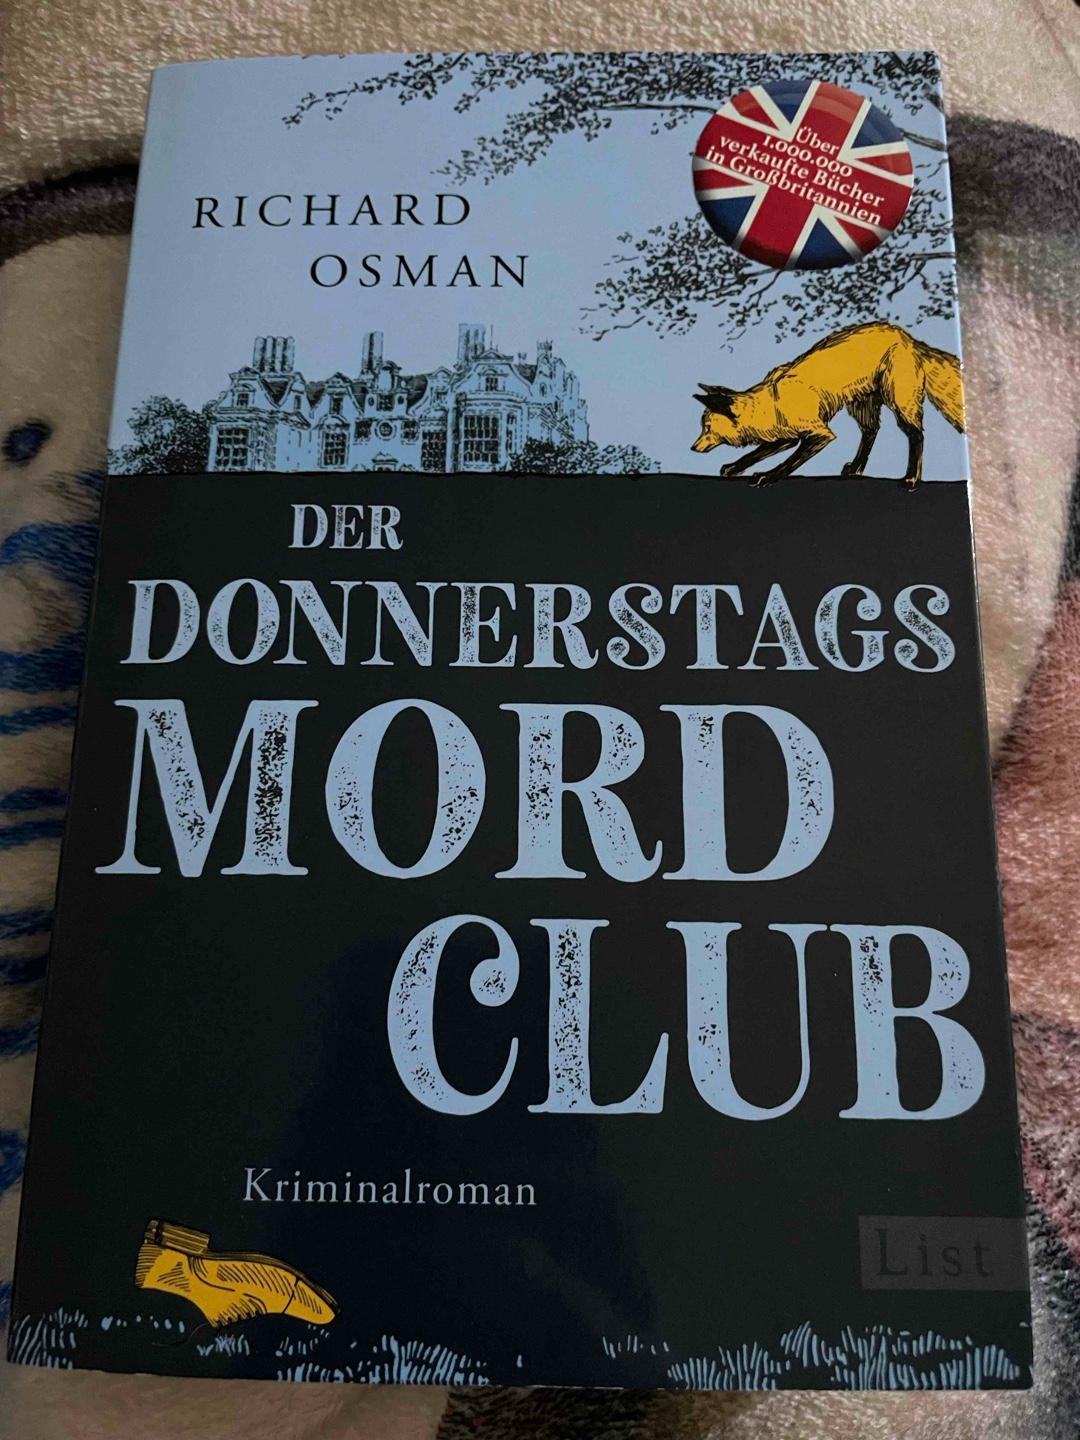 RICHARD
OSMAN
Über
1.000.000
verkaufte Bücher
in Großbritannien
DER
DONNERSTAGS
MORD
CLUB
Kriminalroman
List